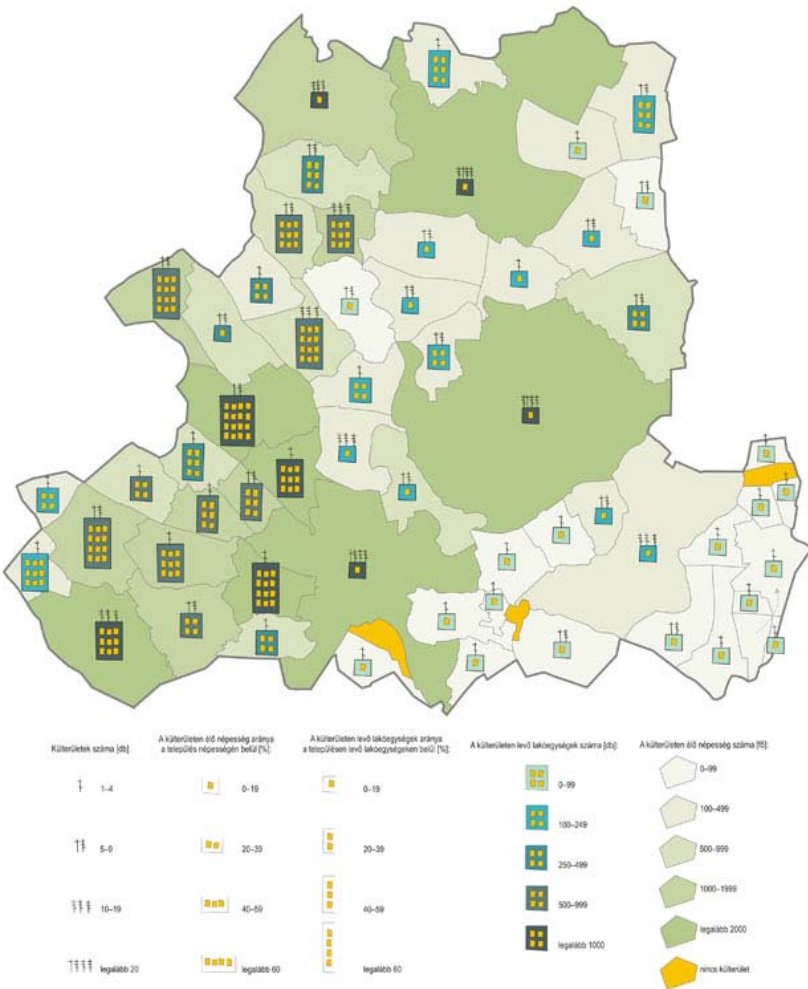 Külterületek száma [db]:
1–4
5–9
10–19
legalább 20
A külterületen élő népesség aránya
a település népességén belül [%]:
0–19
20–39
40–59
legalább 60
A külterületen levő lakóegységek aránya
a településen levő lakóegységeken belül [%]:
0–19
20–39
40–59
legalább 60
A külterületen levő lakóegységek száma [db]:
0–99
100–249
250–499
500–999
legalább 1000
A külterületen élő népesség száma [fő]:
0–99
100–499
500–999
1000–1999
legalább 2000
nincs külterület